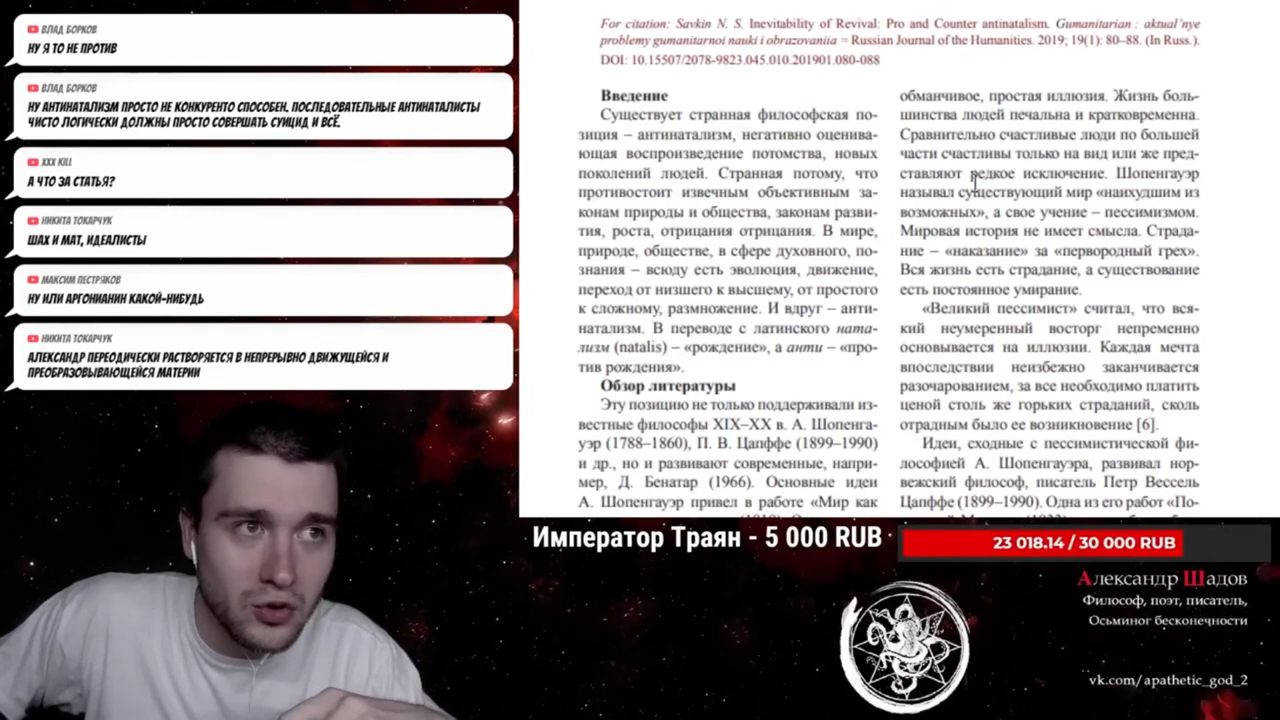 ВЛАД БОРКОВ
НУ Я ТО НЕ ПРОТИВ
ВЛАД БОРКОВ
НУ АНТИНАТАЛИЗМ ПРОСТО НЕ КОНКУРЕНТО СПОСОБЕН. ПОСЛЕДОВАТЕЛЬНЫЕ АНТИНАТАЛИСТЫ
ЧИСТО ЛОГИЧЕСКИ ДОЛЖНЫ ПРОСТО СОВЕРШАТЬ СУИЦИД И ВСЁ.
XXX KILL
А ЧТО ЗА СТАТЬЯ?
НИКИТА ТОКАРЧУК
ШАХ И МАТ, ИДЕАЛИСТЫ
МАКСИМ ПЕСТРЯКОВ
НУ ИЛИ АРГОНИАНИН КАКОЙ-НИБУДЬ
НИКИТА ТОКАРЧУК
АЛЕКСАНДР ПЕРЕОДИЧЕСКИ РАСТВОРЯЕТСЯ В НЕПРЕРЫВНО ДВИЖУЩЕЙСЯ И
ПРЕОБРАЗОВЫВАЮЩЕЙСЯ МАТЕРИИ
For citation: Savkin N. S. Inevitability of Revival: Pro and Counter antinatalism. Gumanitarian : aktual'nye
problemy gumanitarnoi nauki i obrazovaniia = Russian Journal of the Humanities. 2019; 19(1): 80–88. (In Russ.).
DOI: 10.15507/2078-9823.045.010.201901.080-088
Введение
Существует странная философская по-
зиция – антинатализм, негативно оценива-
ющая воспроизведение потомства, новых
поколений людей. Странная потому, что
противостоит извечным объективным за-
конам природы и общества, законам разви-
тия, роста, отрицания отрицания. В мире,
природе, обществе, в сфере духовного, по-
знания – всюду есть эволюция, движение,
переход от низшего к высшему, от простого
к сложному, размножение. И вдруг – анти-
натализм. В переводе с латинского ната-
лизм (natalis) – «рождение», а анти – «про-
тив рождения».
Обзор литературы
Эту позицию не только поддерживали из-
вестные философы XIX–XX в. А. Шопенга-
уэр (1788–1860), П. В. Цапффе (1899–1990)
и др., но и развивают современные, напри-
мер, Д. Бенатар (1966). Основные идеи
А. Шопенгауэр привел в работе «Мир как
обманчивое, простая иллюзия. Жизнь боль-
шинства людей печальна и кратковременна.
Сравнительно счастливые люди по большей
части счастливы только на вид или же пред-
ставляют редкое исключение. Шопенгауэр
называл существующий мир «наихудшим из
возможных», а свое учение – пессимизмом.
Мировая история не имеет смысла. Страда-
ние – «наказание» за «первородный грех».
Вся жизнь есть страдание, а существование
есть постоянное умирание.
«Великий пессимист» считал, что вся-
кий неумеренный восторг непременно
основывается на иллюзии. Каждая мечта
впоследствии неизбежно заканчивается
разочарованием, за все необходимо платить
ценой столь же горьких страданий, сколь
отрадным было ее возникновение [6].
Идеи, сходные с пессимистической фи-
лософией А. Шопенгауэра, развивал нор-
вежский философ, писатель Петр Вессель
Цапффе (1899–1990). Одна из его работ «По-
Император Траян - 5 000 RUB
23 018.14 / 30 000 RUB
Александр Шадов
Философ, поэт, писатель,
Осьминог бесконечности
vk.com/apathetic_god_2